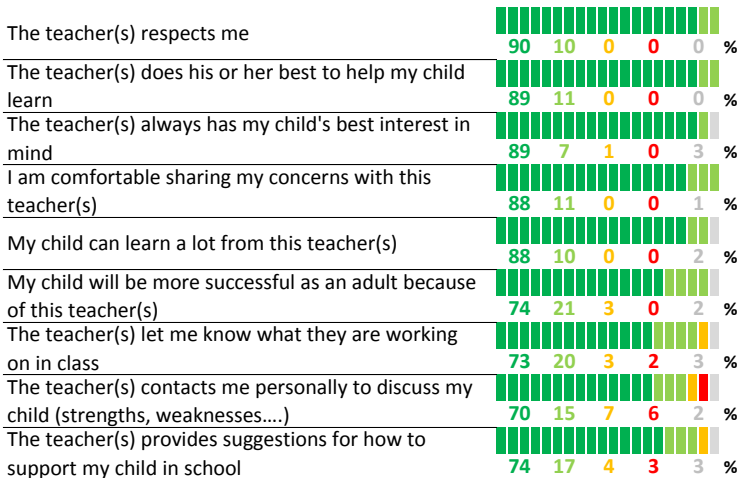 The teacher(s) respects me
90 10 0 0 0 %
The teacher(s) does his or her best to help my child
learn
89 11 0 0 0 %
The teacher(s) always has my child's best interest in
mind
89 7 1 0 3 %
I am comfortable sharing my concerns with this
teacher(s)
88 11 0 0 1 %
My child can learn a lot from this teacher(s)
88 10 0 0 2 %
My child will be more successful as an adult because
of this teacher(s)
74 21 3 0 2 %
The teacher(s) let me know what they are working
on in class
73 20 3 2 3 %
The teacher(s) contacts me personally to discuss my
child (strengths, weaknesses....)
70 15 7 6 2 %
The teacher(s) provides suggestions for how to
support my child in school
74 17 4 3 3 %